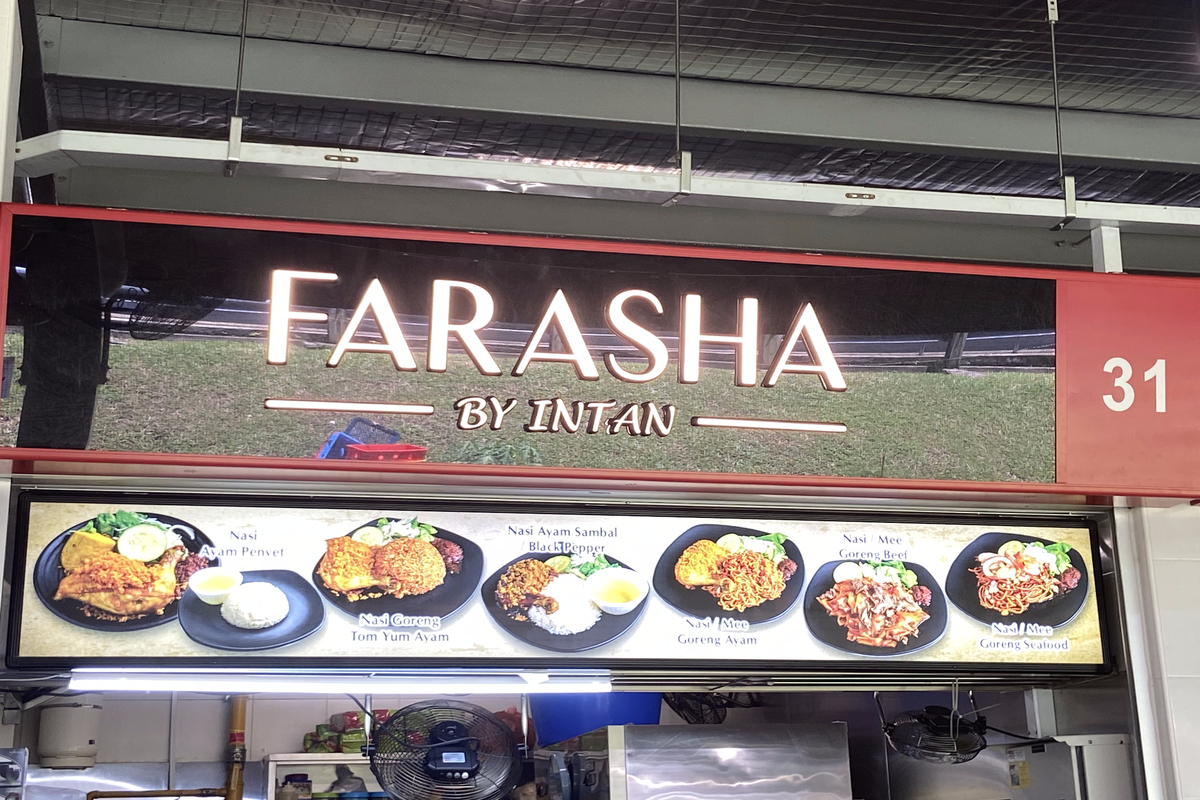 FARASHA
BY INTAN
31
Nasi
Ayam Penyet
Nasi Goreng
Tom Yum Ayam
Nasi Ayam Sambal
/ Black Pepper
Nasi / Mee
Goreng Ayam
Nasi / Mee
Goreng Beef
Nasi / Mee
Goreng Seafood